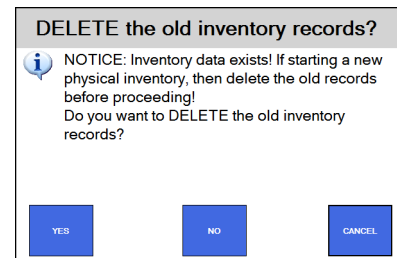 DELETE the old inventory records?
NOTICE: Inventory data exists! If starting a new
physical inventory, then delete the old records
before proceeding!
Do you want to DELETE the old inventory
records?
YES NO CANCEL